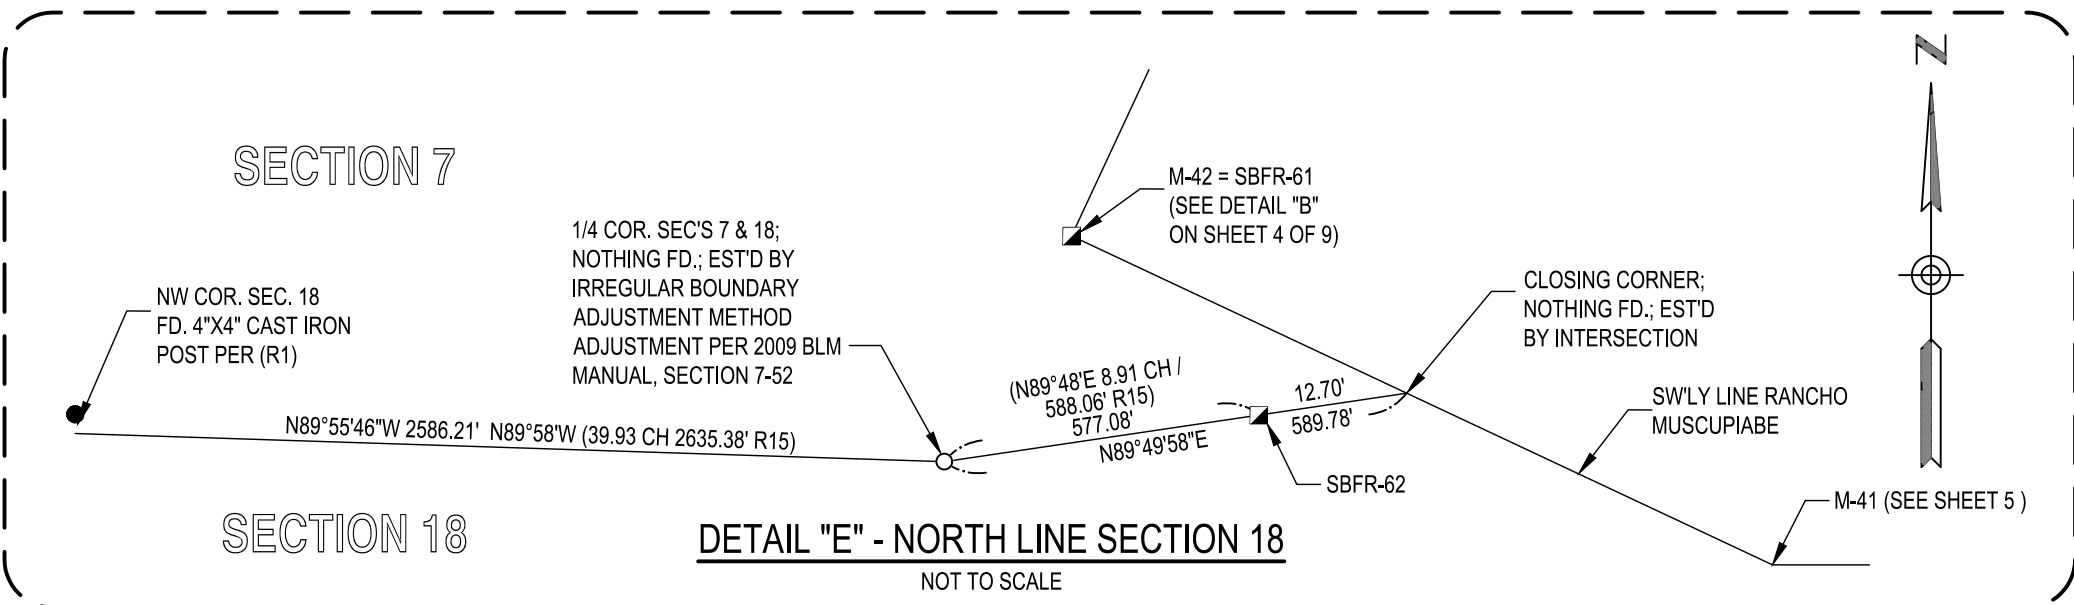 N
SECTION 7
M-42 = SBFR-61
(SEE DETAIL "B"
ON SHEET 4 OF 9)
1/4 COR. SEC'S 7 & 18;
NOTHING FD.; EST'D BY
IRREGULAR BOUNDARY
ADJUSTMENT METHOD
ADJUSTMENT PER 2009 BLM
MANUAL, SECTION 7-52
NW COR. SEC. 18
FD. 4"X4" CAST IRON
POST PER (R1)
CLOSING CORNER;
NOTHING FD.; EST'D
BY INTERSECTION
(N89°48'E 8.91 CH /
588.06' R15)
577.08'
N89°49'58"E
12.70'
589.78'
SW'LY LINE RANCHO
MUSCUPIABE
N89°55'46"W 2586.21' N89°58'W (39.93 CH 2635.38' R15)
SBFR-62
M-41 (SEE SHEET 5 )
SECTION 18
DETAIL "E" - NORTH LINE SECTION 18
NOT TO SCALE